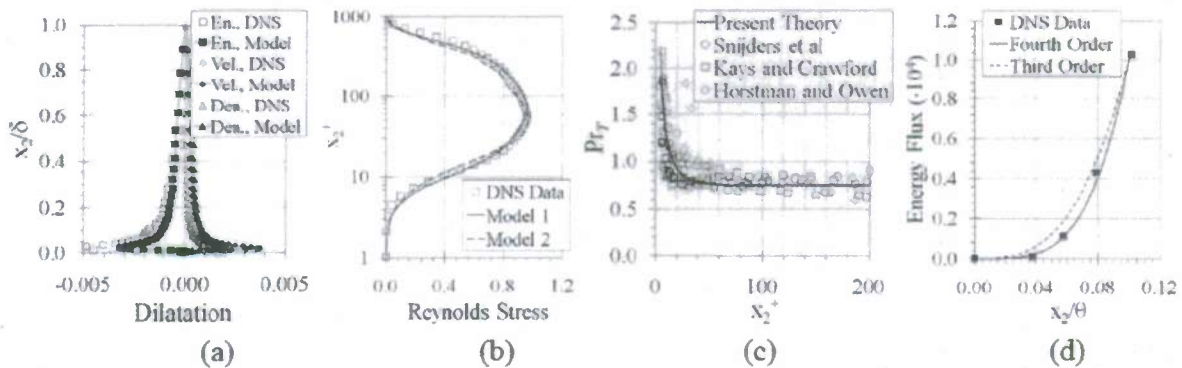 En., DNS
En., Model
Vel., DNS
Vel., Model
Den., DNS
Den., Model
1.0
0.8
0.6
0.4
0.2
0.0
x₂/δ
-0.005
0.000
0.005
Dilatation
(a)
1000
100
10
1
x₂⁺
DNS Data
Model 1
Model 2
0.0
0.4
0.8
1.2
Reynolds Stress
(b)
2.5
2.0
1.5
1.0
0.5
0.0
Pr_T
Present Theory
Snijders et al
Kays and Crawford
Horstman and Owen
0
100
200
x₂⁺
(c)
1.2
1.0
0.8
0.6
0.4
0.2
0.0
Energy Flux
DNS Data
Fourth Order
Third Order
0.00
0.04
0.08
0.12
x₂/θ
(d)